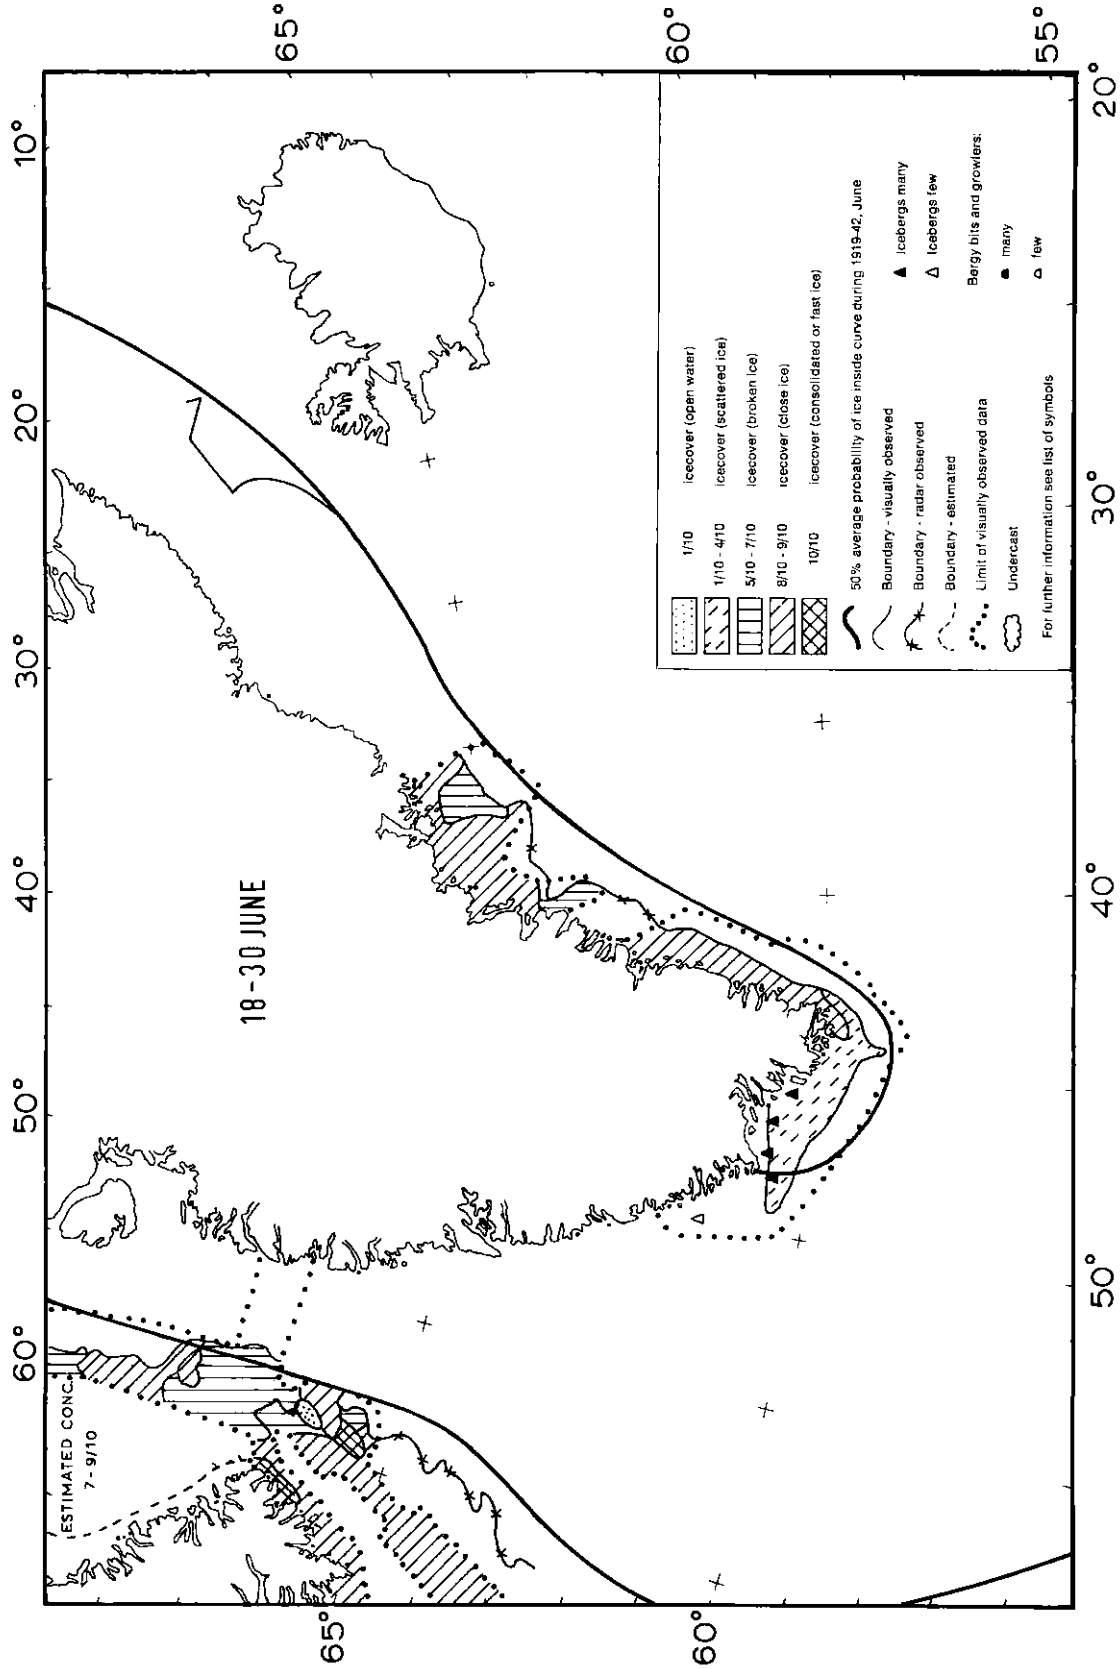 60°
50°
40°
30°
20°
10°
65°
60°
55°
65°
60°
50°
40°
30°
20°
ESTIMATED CONC.
7-9/10
18-30 JUNE
1/10 icecover (open water)
1/10 - 4/10 icecover (scattered ice)
5/10 - 7/10 icecover (broken ice)
8/10 - 9/10 icecover (close ice)
10/10 icecover (consolidated or fast ice)
50% average probability of ice inside curve during 1919-42, June
Boundary - visually observed
Boundary - radar observed
Boundary - estimated
Limit of visually observed data
Undercast
Icebergs many
Icebergs few
Bergy bits and growlers:
many
few
For further information see list of symbols